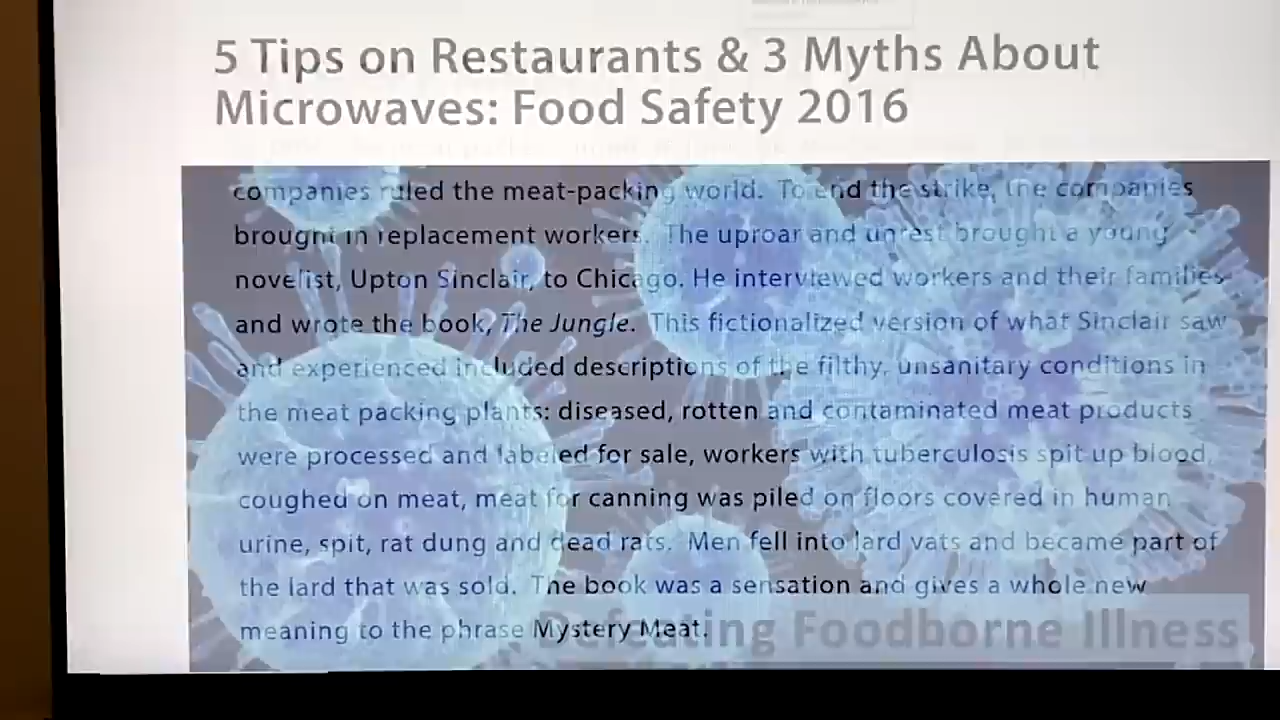 5 Tips on Restaurants & 3 Myths About
Microwaves: Food Safety 2016
companies ruled the meat-packing world. To end the strike, the companies
brought in replacement workers. The uproar and unrest brought a young
novelist, Upton Sinclair, to Chicago. He interviewed workers and their families
and wrote the book, The Jungle. This fictionalized version of what Sinclair saw
and experienced included descriptions of the filthy, unsanitary conditions in
the meat packing plants: diseased, rotten and contaminated meat products
were processed and labeled for sale, workers with tuberculosis spit up blood,
coughed on meat, meat for canning was piled on floors covered in human
urine, spit, rat dung and dead rats. Men fell into lard vats and became part of
the lard that was sold. The book was a sensation and gives a whole new
meaning to the phrase Mystery Meat.
Defeating Foodborne Illness